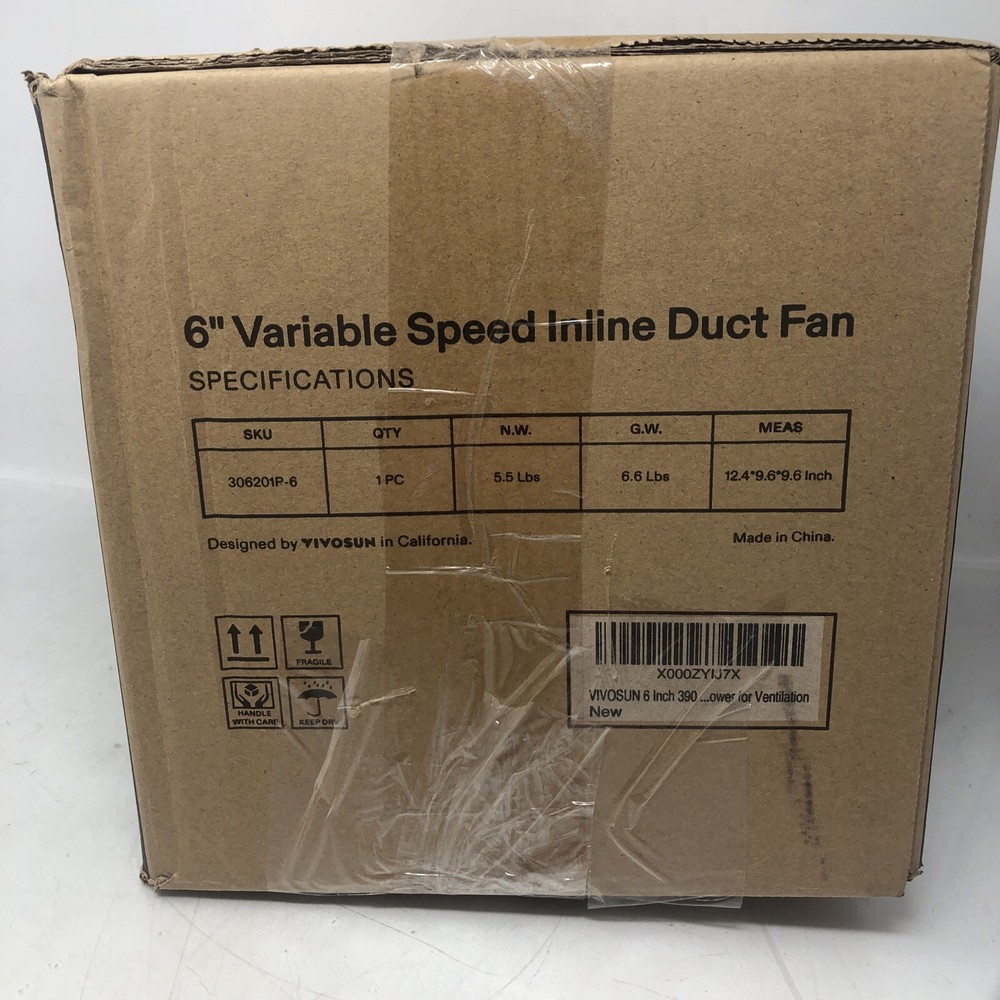 6" Variable Speed Inline Duct Fan
SPECIFICATIONS
SKU QTY N.W. G.W. MEAS
306201P-6 1 PC 5.5 Lbs 6.6 Lbs 12.4*9.6*9.6 Inch
Designed by VIVOSUN in California. Made in China.
FRAGILE
HANDLE
WITH CARE
KEEP DRY
X000ZYIJ7X
VIVOSUN 6 Inch 390 ...ower for Ventilation
New